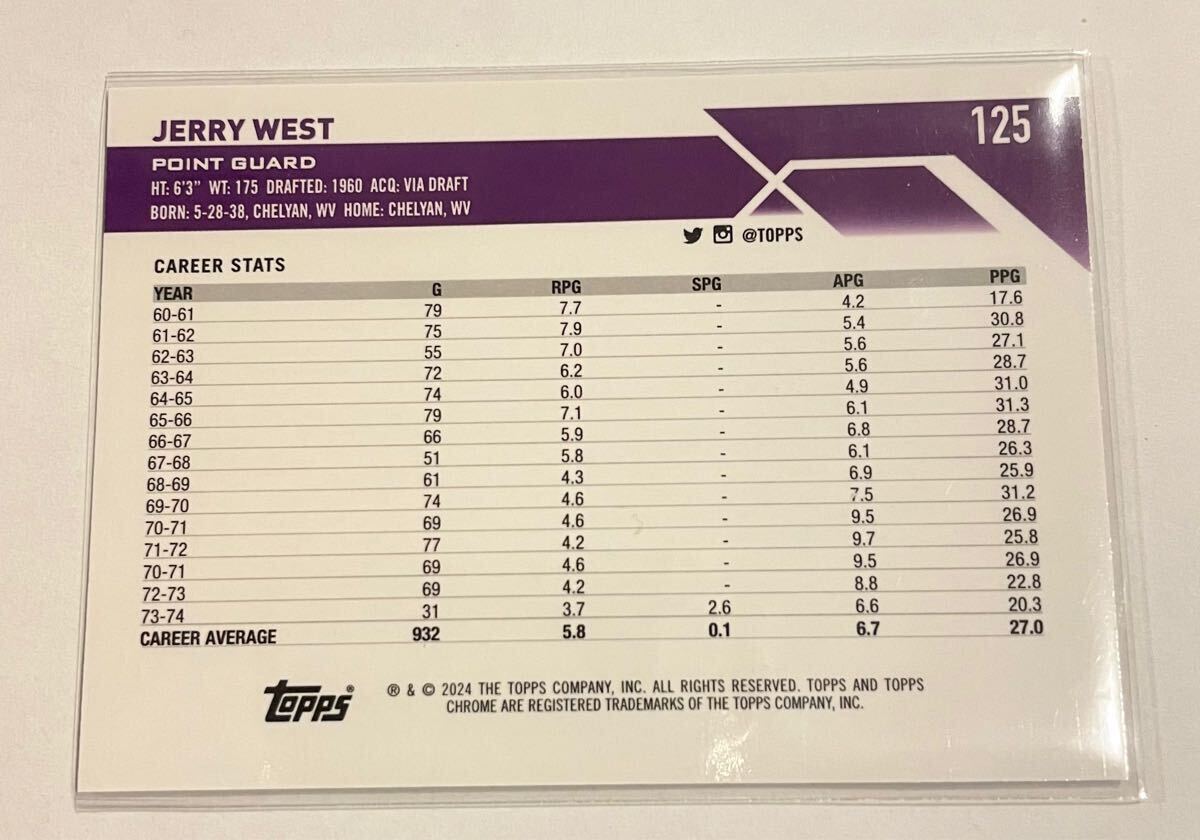 JERRY WEST
125
POINT GUARD
HT: 6'3" WT: 175 DRAFTED: 1960 ACQ: VIA DRAFT
BORN: 5-28-38, CHELYAN, WV HOME: CHELYAN, WV
@TOPPS
CAREER STATS
YEAR G RPG SPG APG PPG
60-61 79 7.7 - 4.2 17.6
61-62 75 7.9 - 5.4 30.8
62-63 55 7.0 - 5.6 27.1
63-64 72 6.2 - 5.6 28.7
64-65 74 6.0 - 4.9 31.0
65-66 79 7.1 - 6.1 31.3
66-67 66 5.9 - 6.8 28.7
67-68 51 5.8 - 6.1 26.3
68-69 61 4.3 - 6.9 25.9
69-70 74 4.6 - 7.5 31.2
70-71 69 4.6 - 9.5 26.9
71-72 77 4.2 - 9.7 25.8
70-71 69 4.6 - 9.5 26.9
72-73 69 4.2 - 8.8 22.8
73-74 31 3.7 2.6 6.6 20.3
CAREER AVERAGE 932 5.8 0.1 6.7 27.0
Topps®
® & © 2024 THE TOPPS COMPANY, INC. ALL RIGHTS RESERVED. TOPPS AND TOPPS
CHROME ARE REGISTERED TRADEMARKS OF THE TOPPS COMPANY, INC.